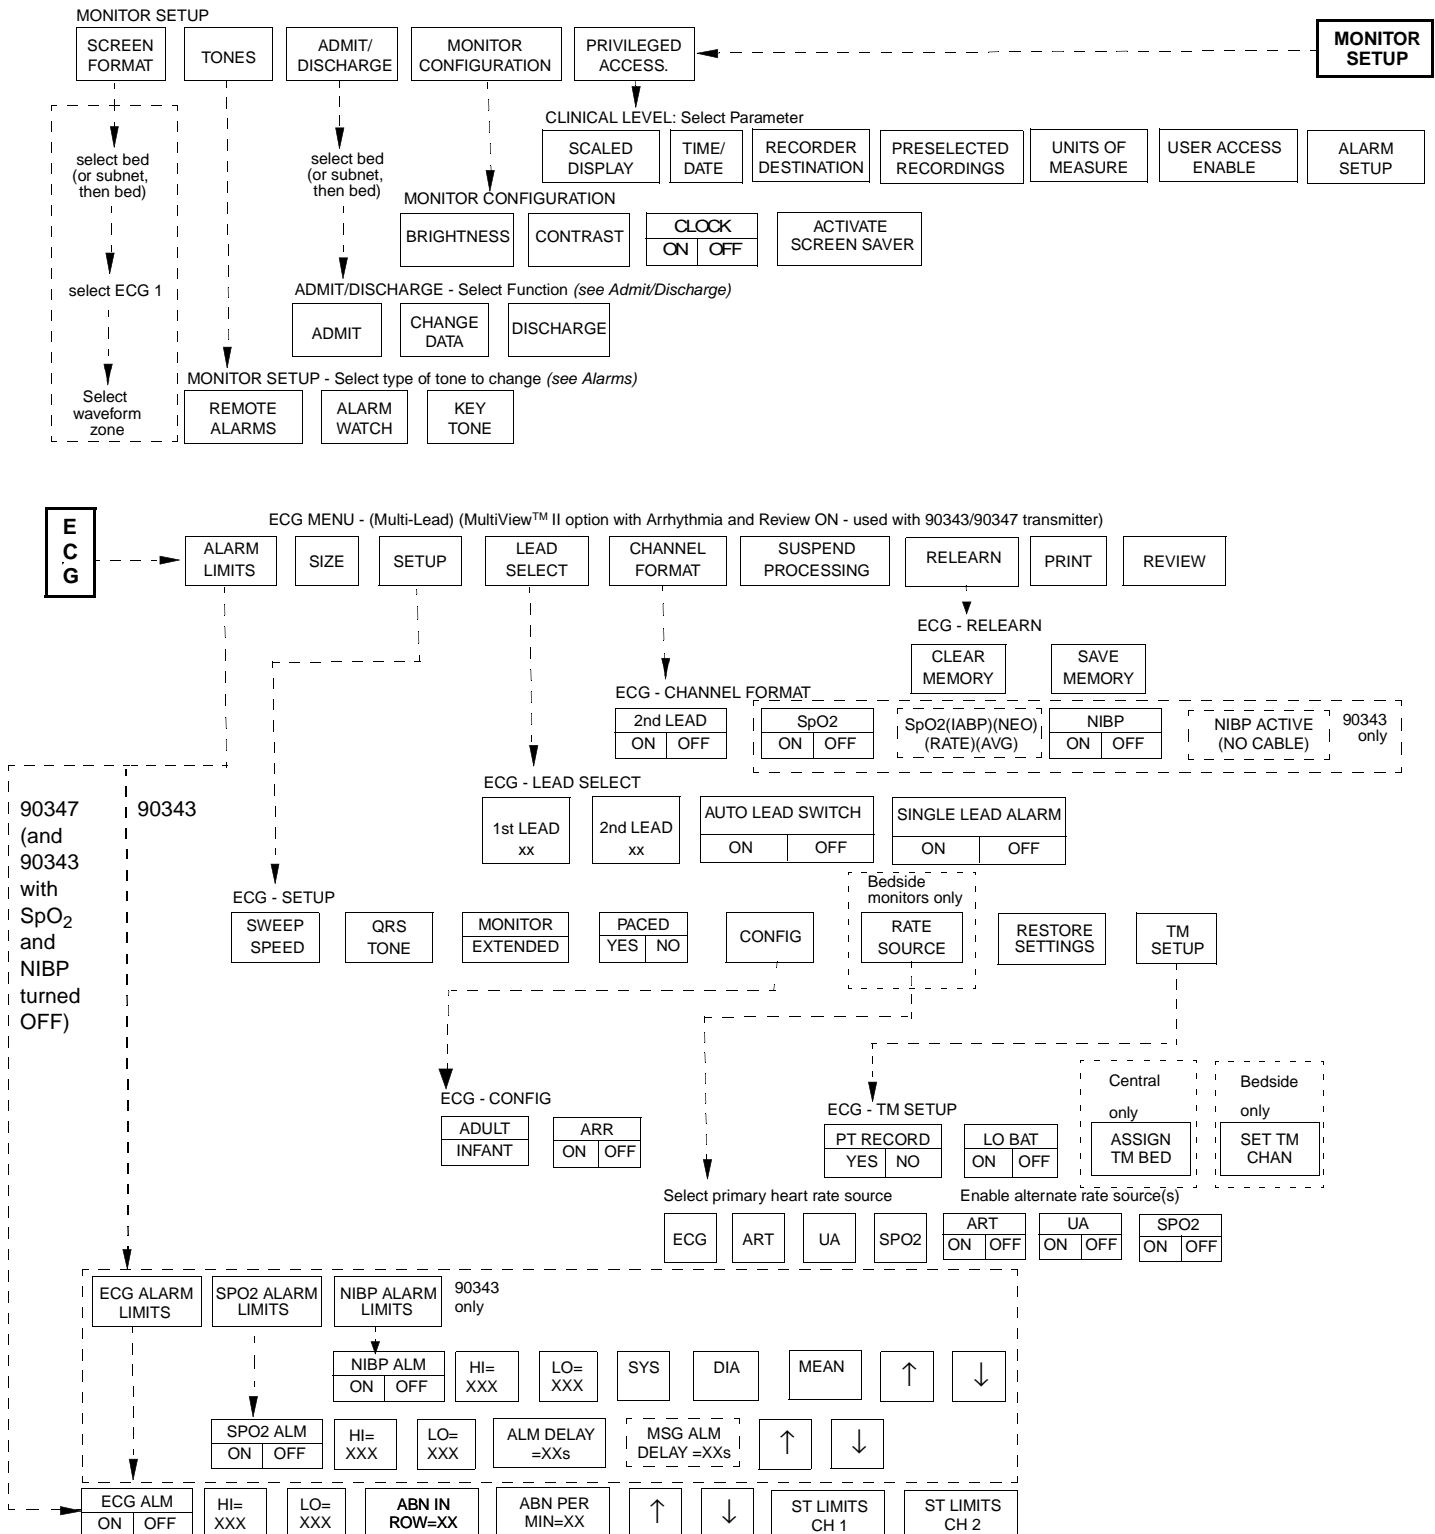 MONITOR SETUP
SCREEN
FORMAT
TONES
ADMIT/
DISCHARGE
MONITOR
CONFIGURATION
PRIVILEGED
ACCESS.
MONITOR
SETUP
CLINICAL LEVEL: Select Parameter
SCALED
DISPLAY
TIME/
DATE
RECORDER
DESTINATION
PRESELECTED
RECORDINGS
UNITS OF
MEASURE
USER ACCESS
ENABLE
ALARM
SETUP
select bed
(or subnet,
then bed)
select bed
(or subnet,
then bed)
MONITOR CONFIGURATION
BRIGHTNESS
CONTRAST
CLOCK
ON OFF
ACTIVATE
SCREEN SAVER
select ECG 1
ADMIT/DISCHARGE - Select Function (see Admit/Discharge)
ADMIT
CHANGE
DATA
DISCHARGE
MONITOR SETUP - Select type of tone to change (see Alarms)
Select
waveform
zone
REMOTE
ALARMS
ALARM
WATCH
KEY
TONE
E
C
G
ECG MENU - (Multi-Lead) (MultiView™ II option with Arrhythmia and Review ON - used with 90343/90347 transmitter)
ALARM
LIMITS
SIZE
SETUP
LEAD
SELECT
CHANNEL
FORMAT
SUSPEND
PROCESSING
RELEARN
PRINT
REVIEW
ECG - RELEARN
CLEAR
MEMORY
SAVE
MEMORY
ECG - CHANNEL FORMAT
2nd LEAD
ON OFF
SpO2
ON OFF
SpO2(IABP)(NEO)
(RATE)(AVG)
NIBP
ON OFF
NIBP ACTIVE
(NO CABLE)
90343
only
ECG - LEAD SELECT
1st LEAD
xx
2nd LEAD
xx
AUTO LEAD SWITCH
ON OFF
SINGLE LEAD ALARM
ON OFF
90347
(and
90343
with
SpO2
and
NIBP
turned
OFF)
90343
ECG - SETUP
SWEEP
SPEED
QRS
TONE
MONITOR
EXTENDED
PACED
YES NO
CONFIG
Bedside
monitors only
RATE
SOURCE
RESTORE
SETTINGS
TM
SETUP
ECG - CONFIG
ADULT
INFANT
ARR
ON OFF
ECG - TM SETUP
PT RECORD
YES NO
LO BAT
ON OFF
Central
only
ASSIGN
TM BED
Bedside
only
SET TM
CHAN
Select primary heart rate source
ECG
ART
UA
SPO2
Enable alternate rate source(s)
ART
ON OFF
UA
ON OFF
SPO2
ON OFF
ECG ALARM
LIMITS
SPO2 ALARM
LIMITS
NIBP ALARM
LIMITS
90343
only
NIBP ALM
ON OFF
HI=
XXX
LO=
XXX
SYS
DIA
MEAN
↑
↓
SPO2 ALM
ON OFF
HI=
XXX
LO=
XXX
ALM DELAY
=XXs
MSG ALM
DELAY =XXs
↑
↓
ECG ALM
ON OFF
HI=
XXX
LO=
XXX
ABN IN
ROW=XX
ABN PER
MIN=XX
↑
↓
ST LIMITS
CH 1
ST LIMITS
CH 2